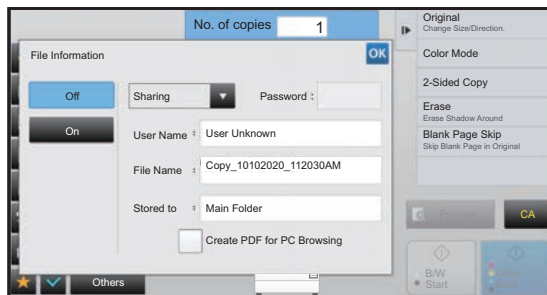 No. of copies 1
Original
Change Size/Direction.
File Information
OK
Color Mode
Off
Sharing
Password :
2-Sided Copy
Erase
Erase Shadow Around
On
User Name : User Unknown
Blank Page Skip
Skip Blank Page in Original
File Name : Copy_10102020_112030AM
Stored to : Main Folder
Preview
CA
Create PDF for PC Browsing
Others
B/W
Start
Start